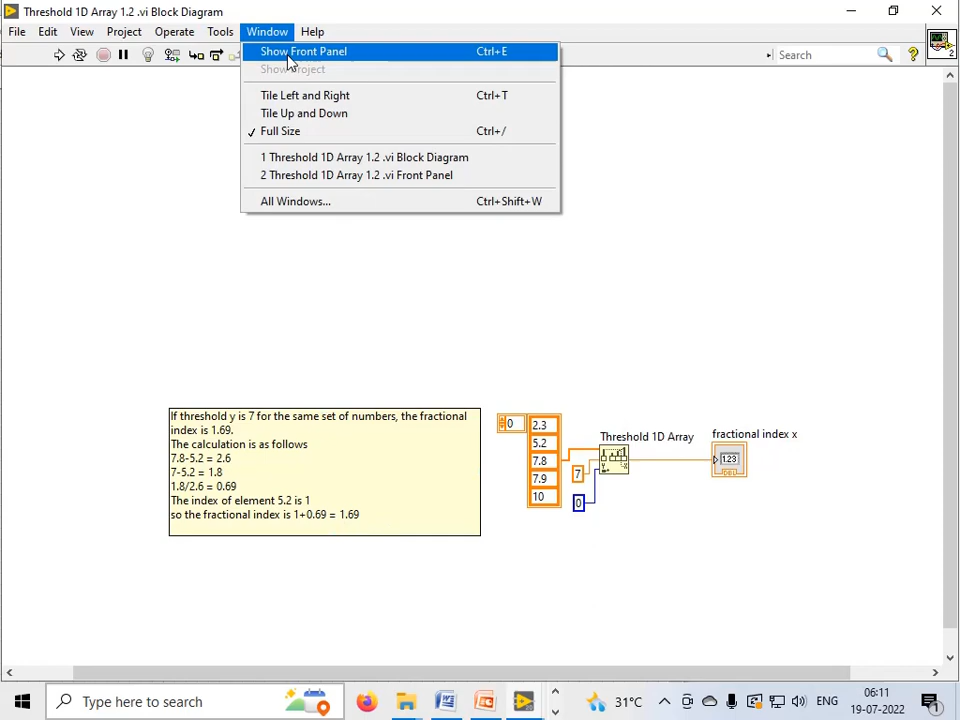 Threshold 1D Array 1.2 .vi Block Diagram
File Edit View Project Operate Tools Window Help
Search
Show Front Panel Ctrl+E
Show Project
Tile Left and Right Ctrl+T
Tile Up and Down
Full Size Ctrl+/
1 Threshold 1D Array 1.2 .vi Block Diagram
2 Threshold 1D Array 1.2 .vi Front Panel
All Windows... Ctrl+Shift+W
2
If threshold y is 7 for the same set of numbers, the fractional
index is 1.69.
The calculation is as follows
7.8-5.2 = 2.6
7-5.2 = 1.8
1.8/2.6 = 0.69
The index of element 5.2 is 1
so the fractional index is 1+0.69 = 1.69
0
2.3
5.2
7.8
7.9
10
7
0
Threshold 1D Array
fractional index x
1.23
DBL
Type here to search
31°C
ENG
06:11
19-07-2022
1